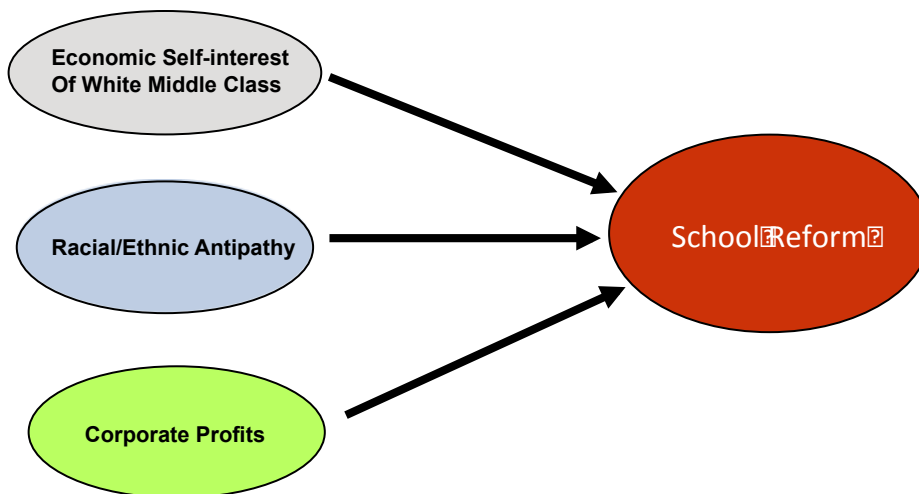 Economic Self-interest
Of White Middle Class
Racial/Ethnic Antipathy
School Reform
Corporate Profits